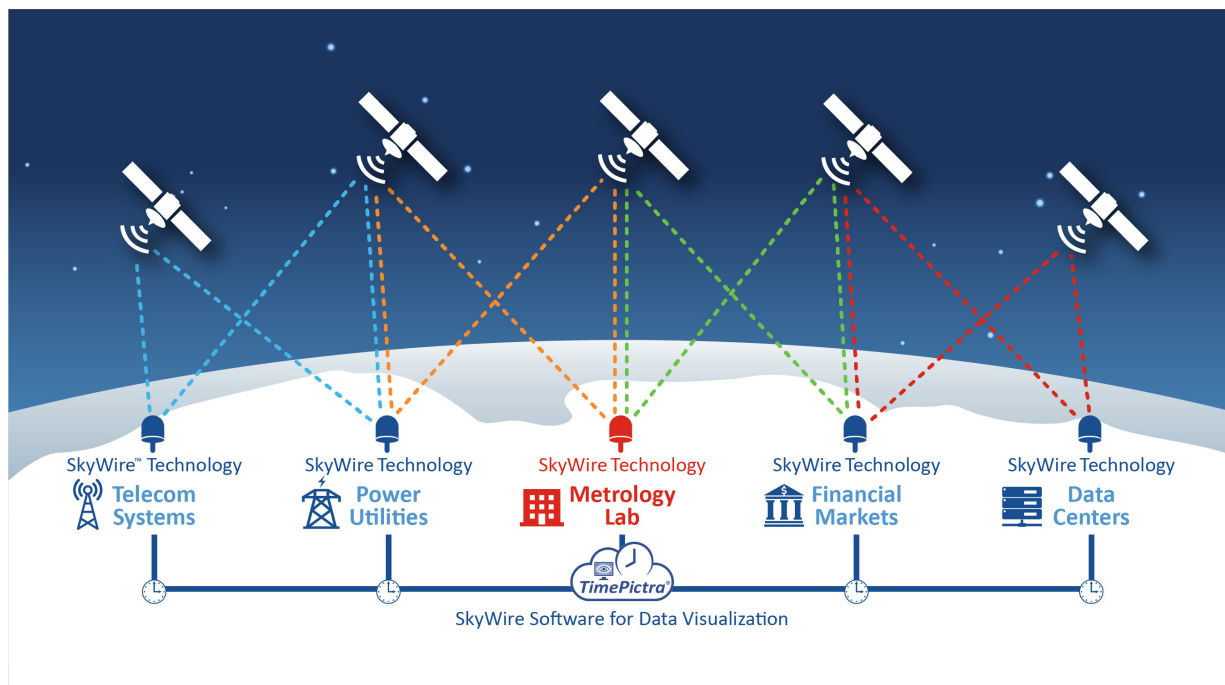 SkyWire™ Technology
Telecom
Systems
SkyWire Technology
Power
Utilities
SkyWire Technology
Metrology
Lab
SkyWire Technology
Financial
Markets
$
SkyWire Technology
Data
Centers
TimePictra®
SkyWire Software for Data Visualization